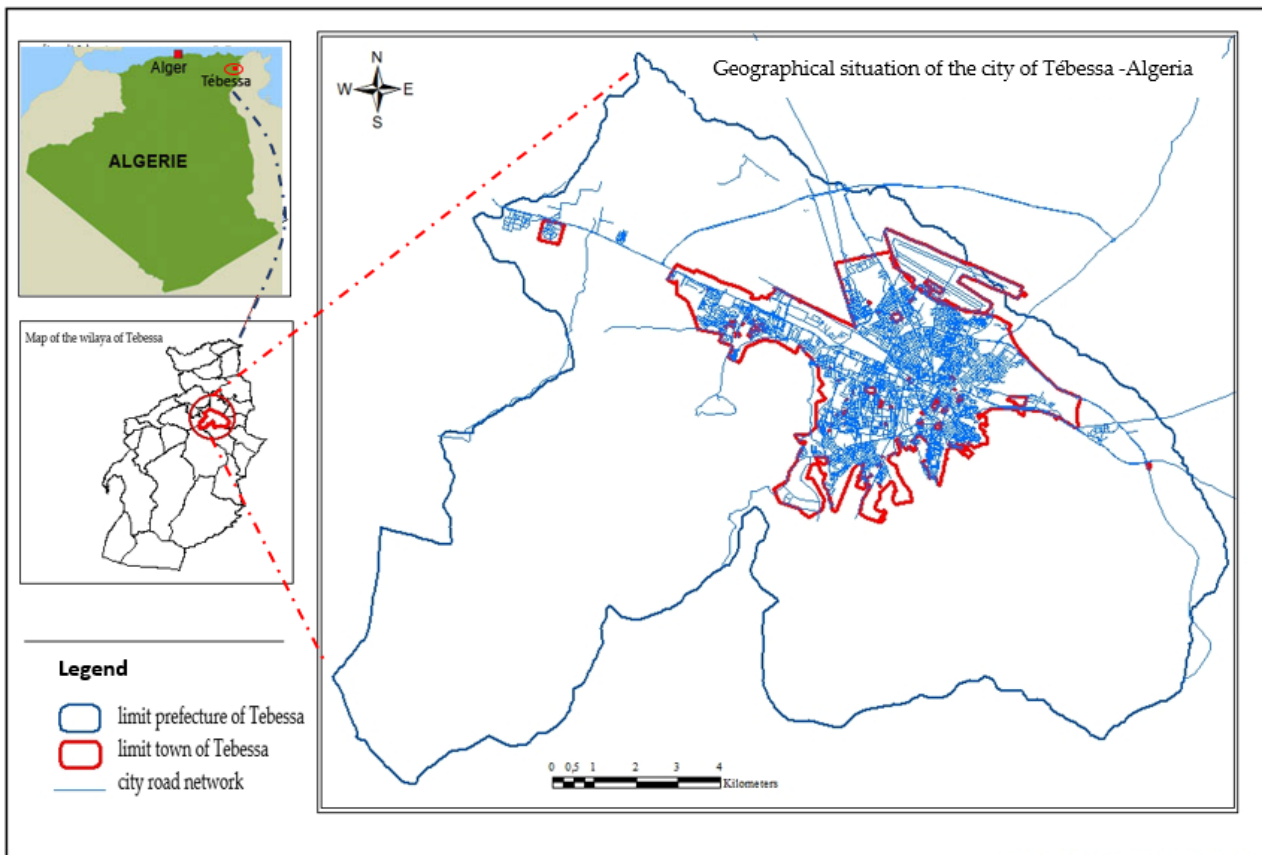 Alger
Tébessa
ALGERIE
Map of the wilaya of Tebessa
Legend
limit prefecture of Tebessa
limit town of Tebessa
city road network
Geographical situation of the city of Tébessa -Algeria
N
W E
S
0 0,5 1 2 3 4
Kilometers